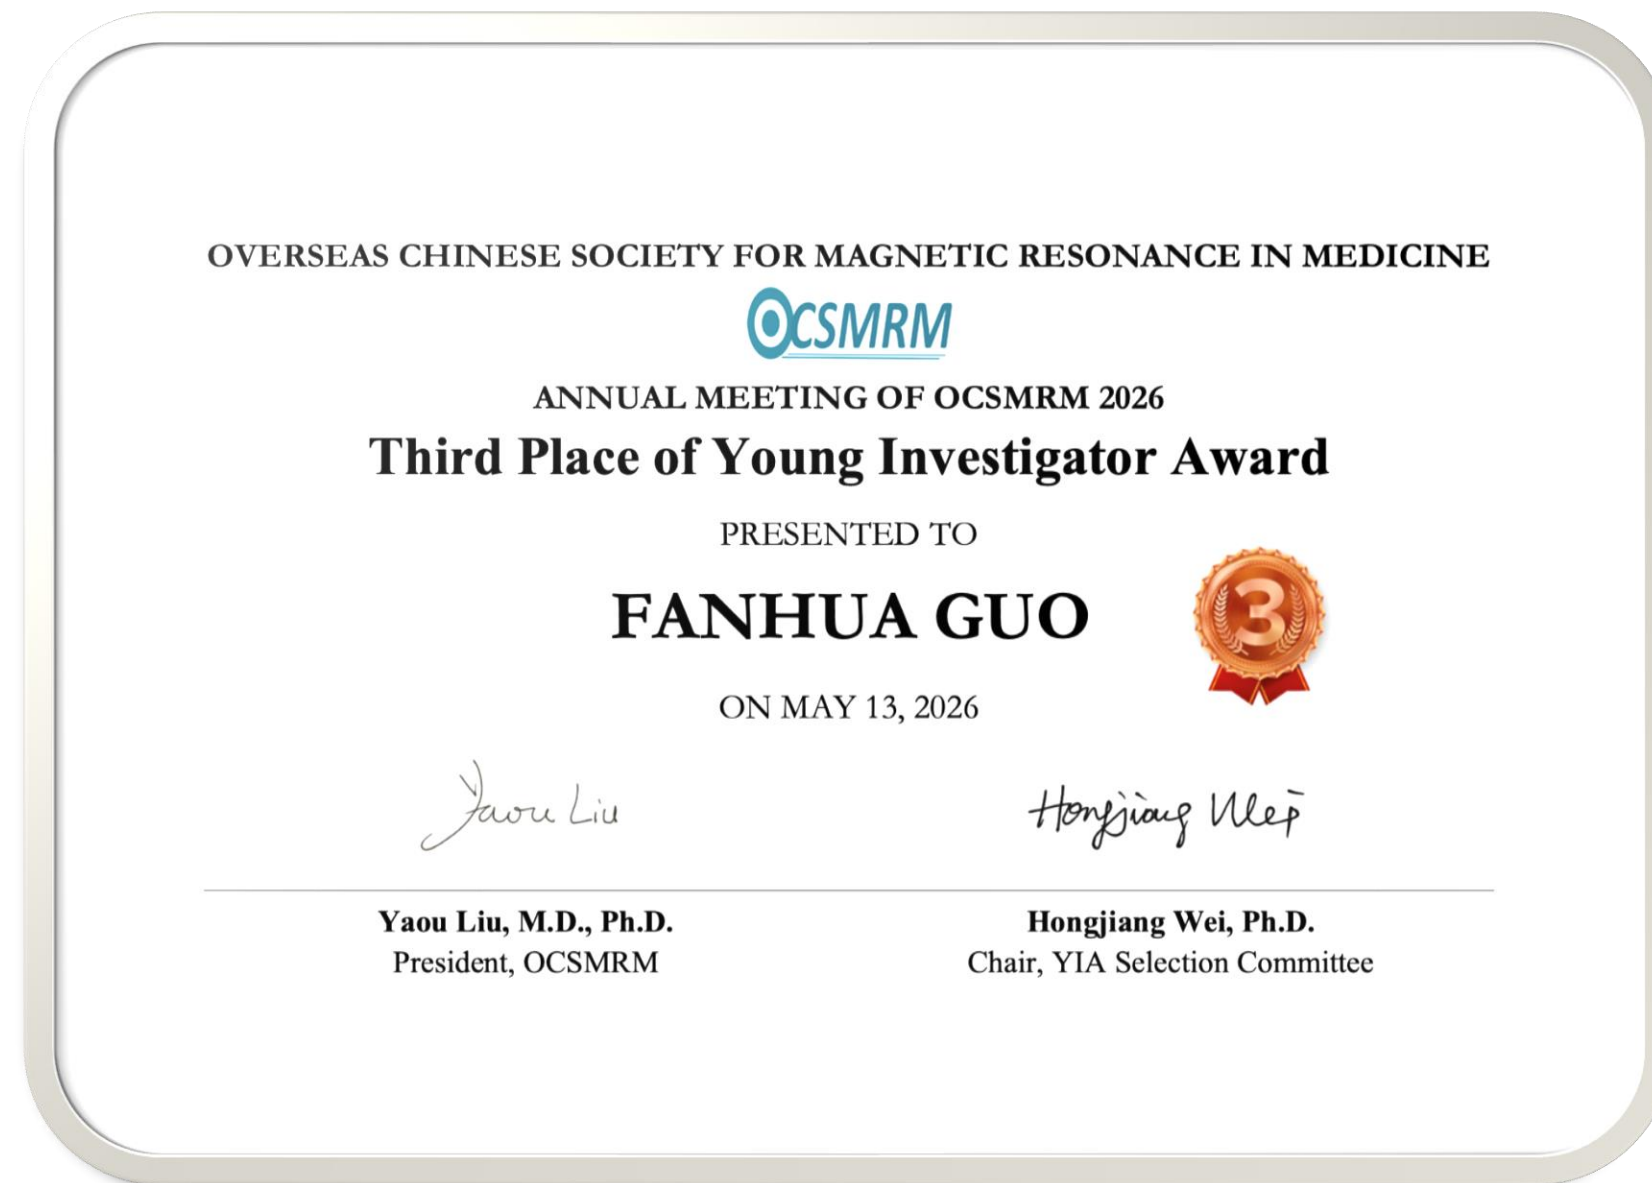 OVERSEAS CHINESE SOCIETY FOR MAGNETIC RESONANCE IN MEDICINE
OCSMRM
ANNUAL MEETING OF OCSMRM 2026
Third Place of Young Investigator Award
PRESENTED TO
FANHUA GUO
3
ON MAY 13, 2026
Yaou Liu
Hongjiang Wei
Yaou Liu, M.D., Ph.D.
Hongjiang Wei, Ph.D.
President, OCSMRM
Chair, YIA Selection Committee